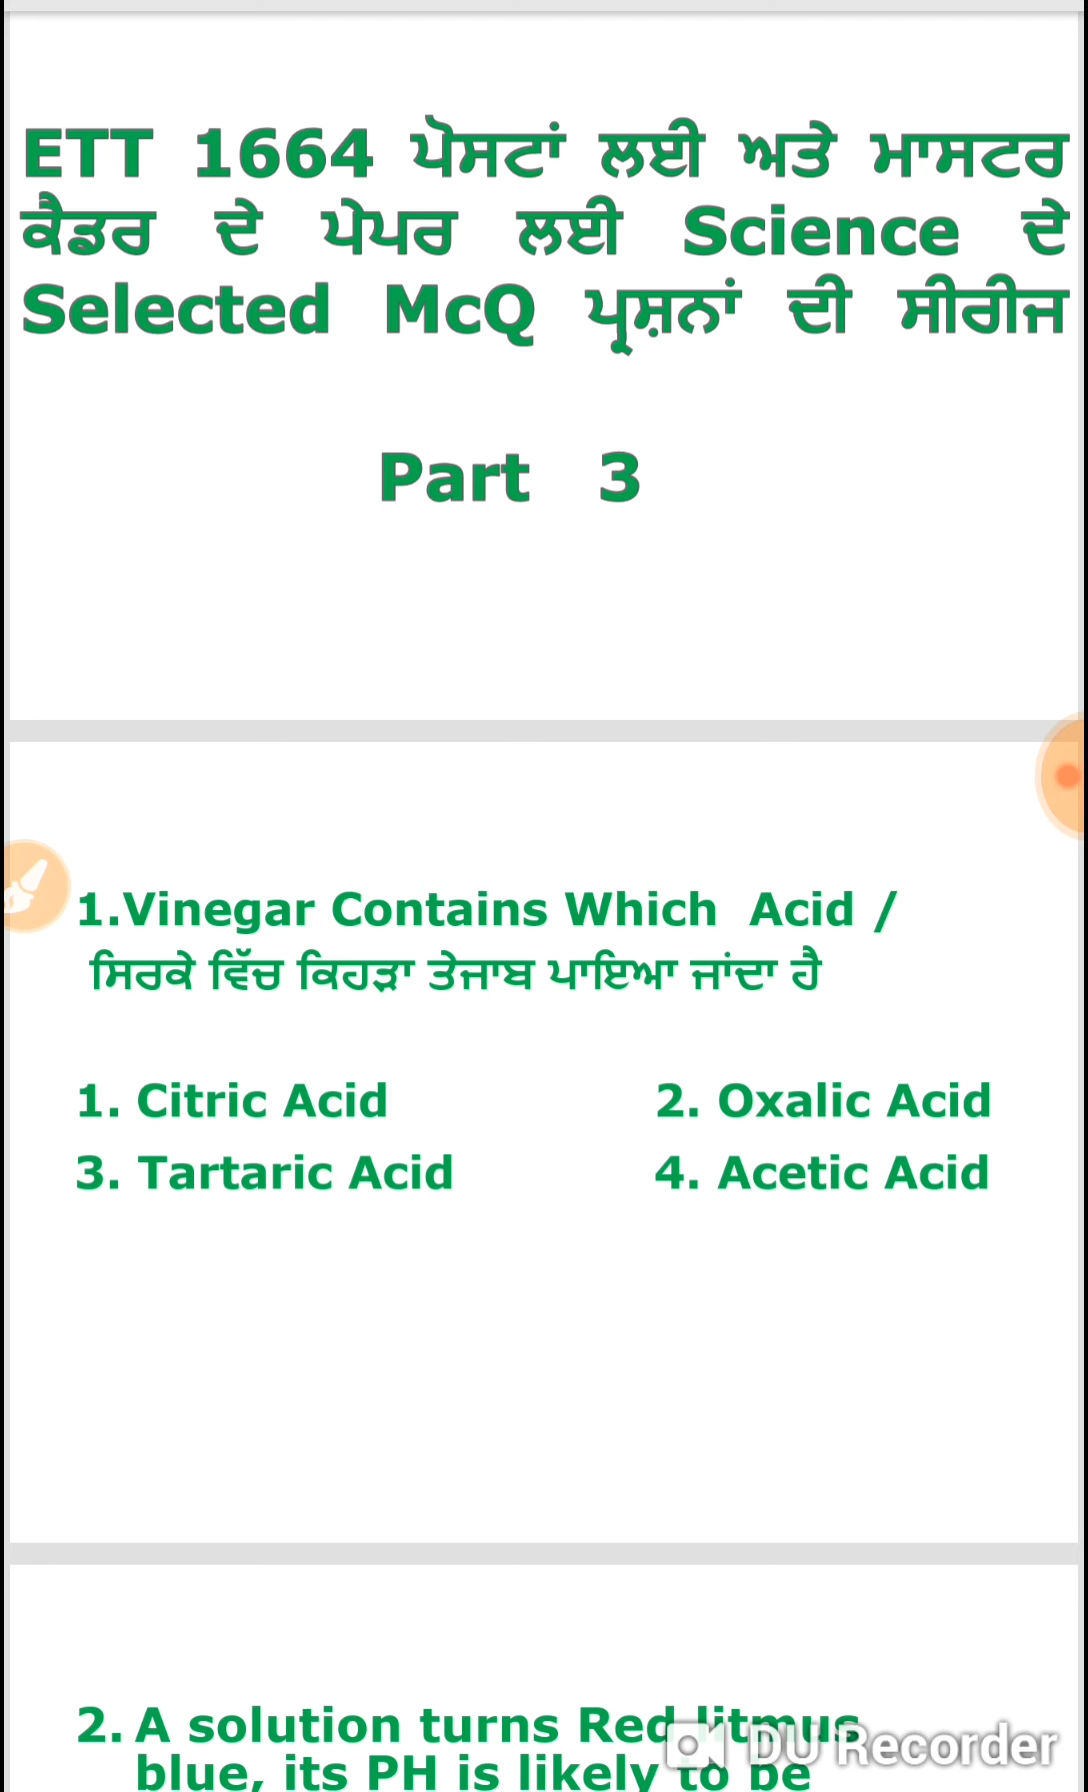 ETT 1664 ਪੋਸਟਾਂ ਲਈ ਅਤੇ ਮਾਸਟਰ
ਕੈਡਰ ਦੇ ਪੇਪਰ ਲਈ Science ਦੇ
Selected McQ ਪ੍ਰਸ਼ਨਾਂ ਦੀ ਸੀਰੀਜ
Part 3
1.Vinegar Contains Which Acid /
ਸਿਰਕੇ ਵਿੱਚ ਕਿਹੜਾ ਤੇਜਾਬ ਪਾਇਆ ਜਾਂਦਾ ਹੈ
1. Citric Acid 2. Oxalic Acid
3. Tartaric Acid 4. Acetic Acid
2. A solution turns Red litmus
blue, its PH is likely to be
DU Recorder